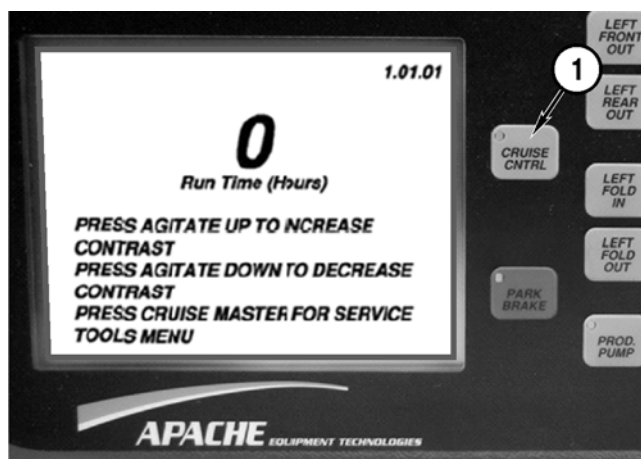 1.01.01
0
Run Time (Hours)
PRESS AGITATE UP TO INCREASE
CONTRAST
PRESS AGITATE DOWN TO DECREASE
CONTRAST
PRESS CRUISE MASTER FOR SERVICE
TOOLS MENU
1
CRUISE
CNTRL
PARK
BRAKE
LEFT
FRONT
OUT
LEFT
REAR
OUT
LEFT
FOLD
IN
LEFT
FOLD
OUT
PROD.
PUMP
APACHE EQUIPMENT TECHNOLOGIES